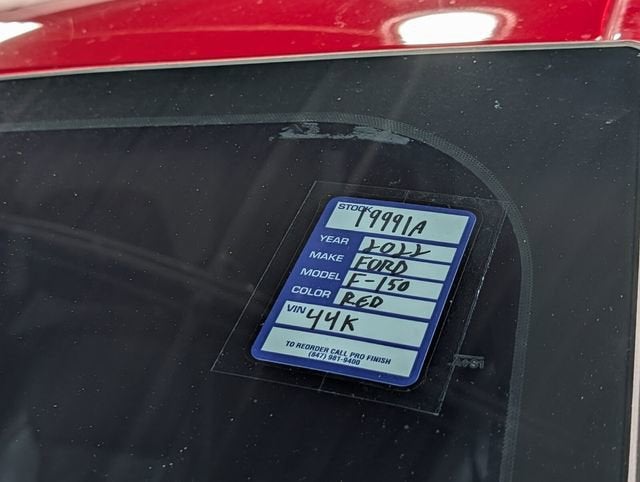 STOCK 19991A
YEAR 2022
MAKE FORD
MODEL F-150
COLOR RED
VIN 44K
TO REORDER CALL PRO FINISH
(847) 981-9400